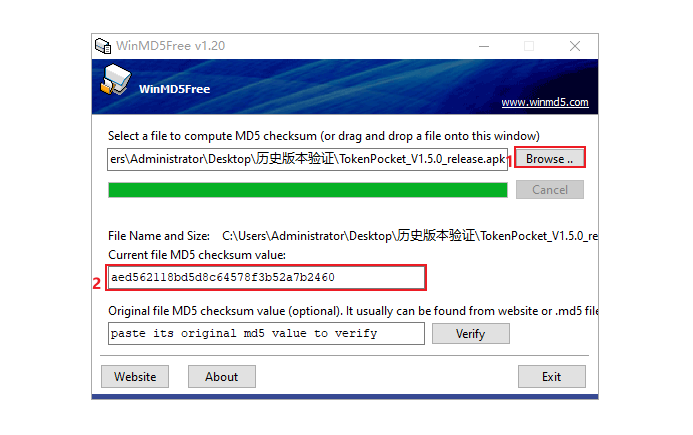 WinMD5Free v1.20
WinMD5Free
www.winmd5.com
Select a file to compute MD5 checksum (or drag and drop a file onto this window)
ers\Administrator\Desktop\历史版本验证\TokenPocket_V1.5.0_release.apk 1 Browse ..
Cancel
File Name and Size: C:\Users\Administrator\Desktop\历史版本验证\TokenPocket_V1.5.0_re
Current file MD5 checksum value:
2 aed562118bd5d8c64578f3b52a7b2460
Original file MD5 checksum value (optional). It usually can be found from website or .md5 file
paste its original md5 value to verify Verify
Website About Exit